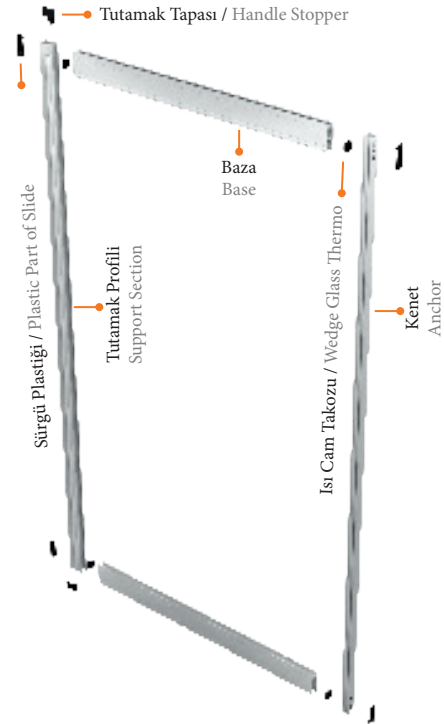 Tutamak Tapası / Handle Stopper
Baza
Base
Sürgü Plastiği / Plastic Part of Slide
Tutamak Profili
Support Section
Isı Cam Takozu / Wedge Glass Thermo
Kenet
Anchor